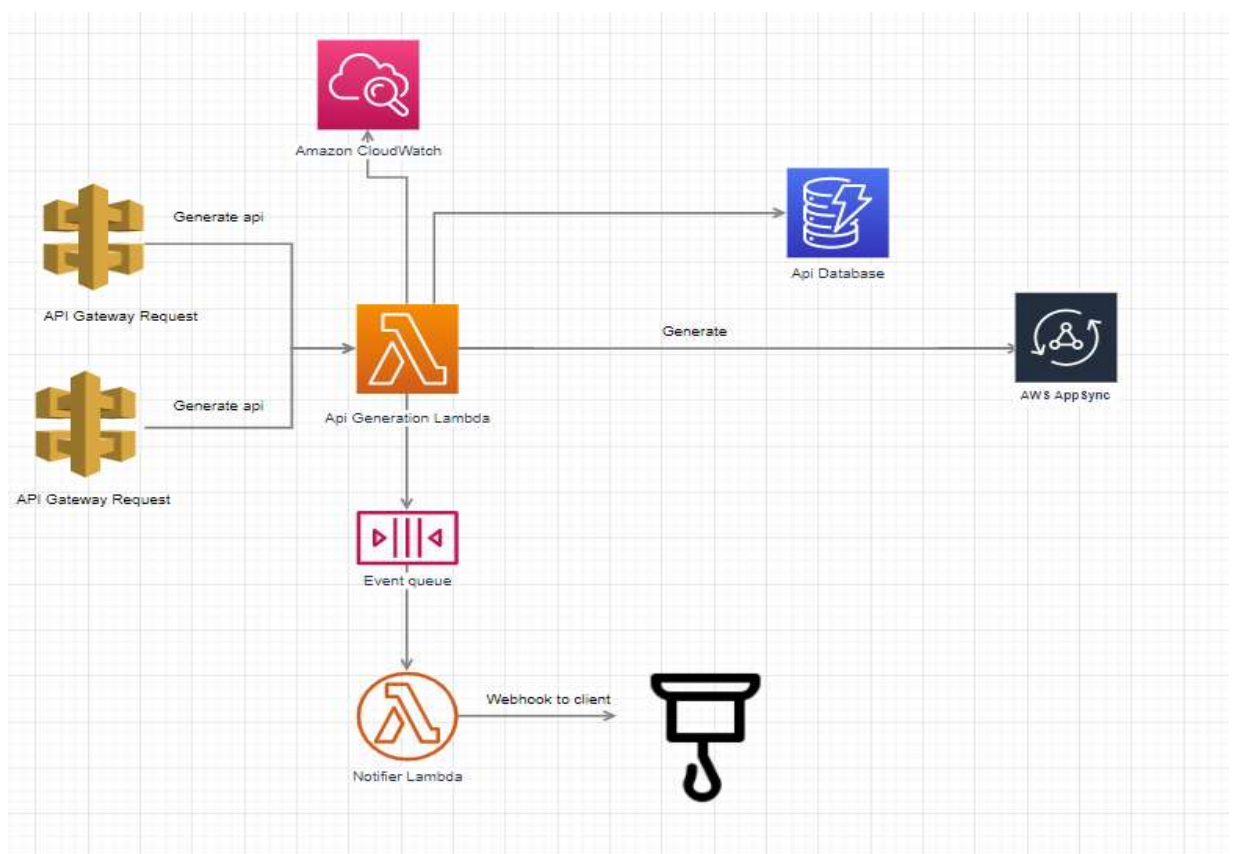 Amazon CloudWatch
Generate api
API Gateway Request
Api Database
Generate
AWS AppSync
Generate api
Api Generation Lambda
API Gateway Request
Event queue
Webhook to client
Notifier Lambda